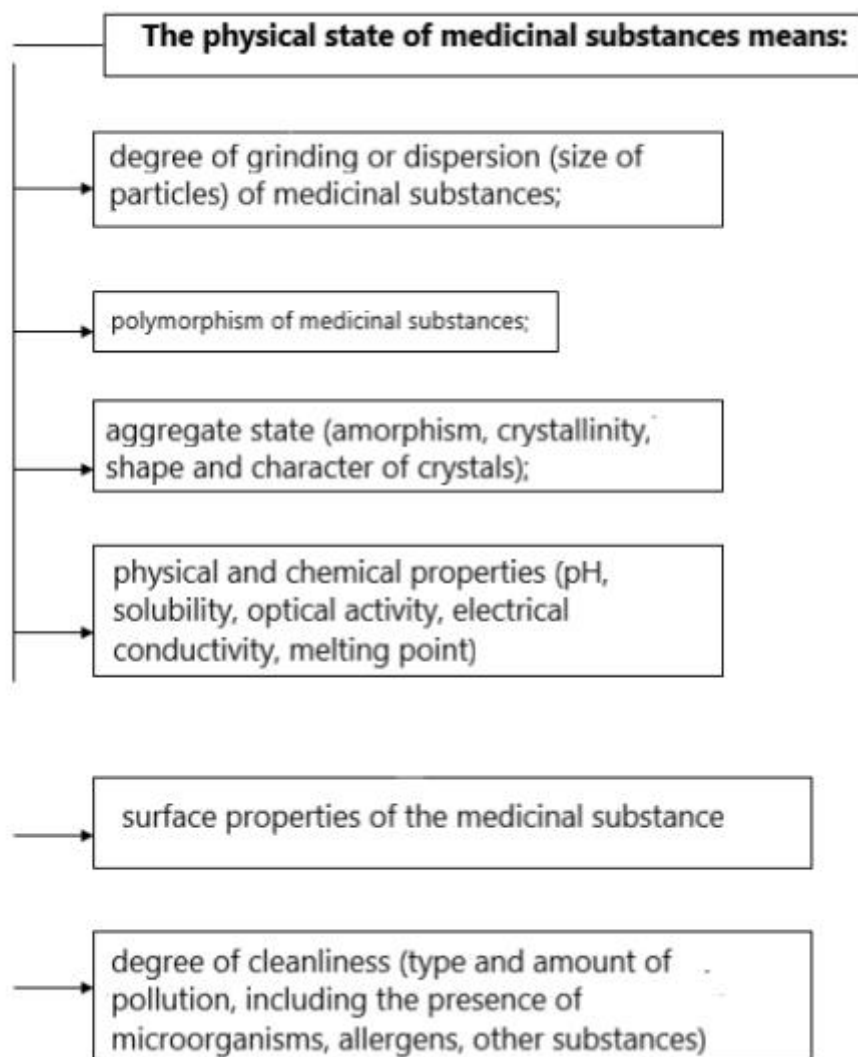 The physical state of medicinal substances means:
degree of grinding or dispersion (size of
particles) of medicinal substances;
polymorphism of medicinal substances;
aggregate state (amorphism, crystallinity,
shape and character of crystals);
physical and chemical properties (pH,
solubility, optical activity, electrical
conductivity, melting point)
surface properties of the medicinal substance
degree of cleanliness (type and amount of
pollution, including the presence of
microorganisms, allergens, other substances)